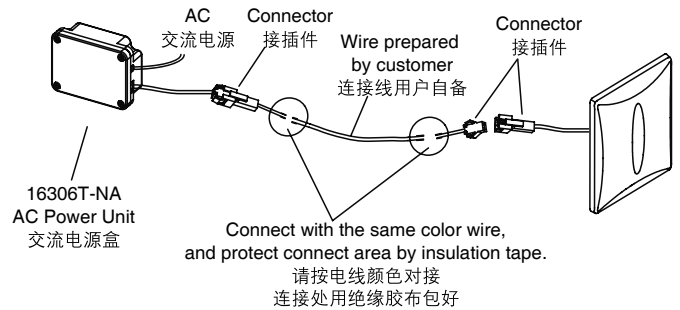 AC
交流电源
Connector
接插件
Wire prepared
by customer
连接线用户自备
Connector
接插件
16306T-NA
AC Power Unit
交流电源盒
Connect with the same color wire,
and protect connect area by insulation tape.
请按电线颜色对接
连接处用绝缘胶布包好